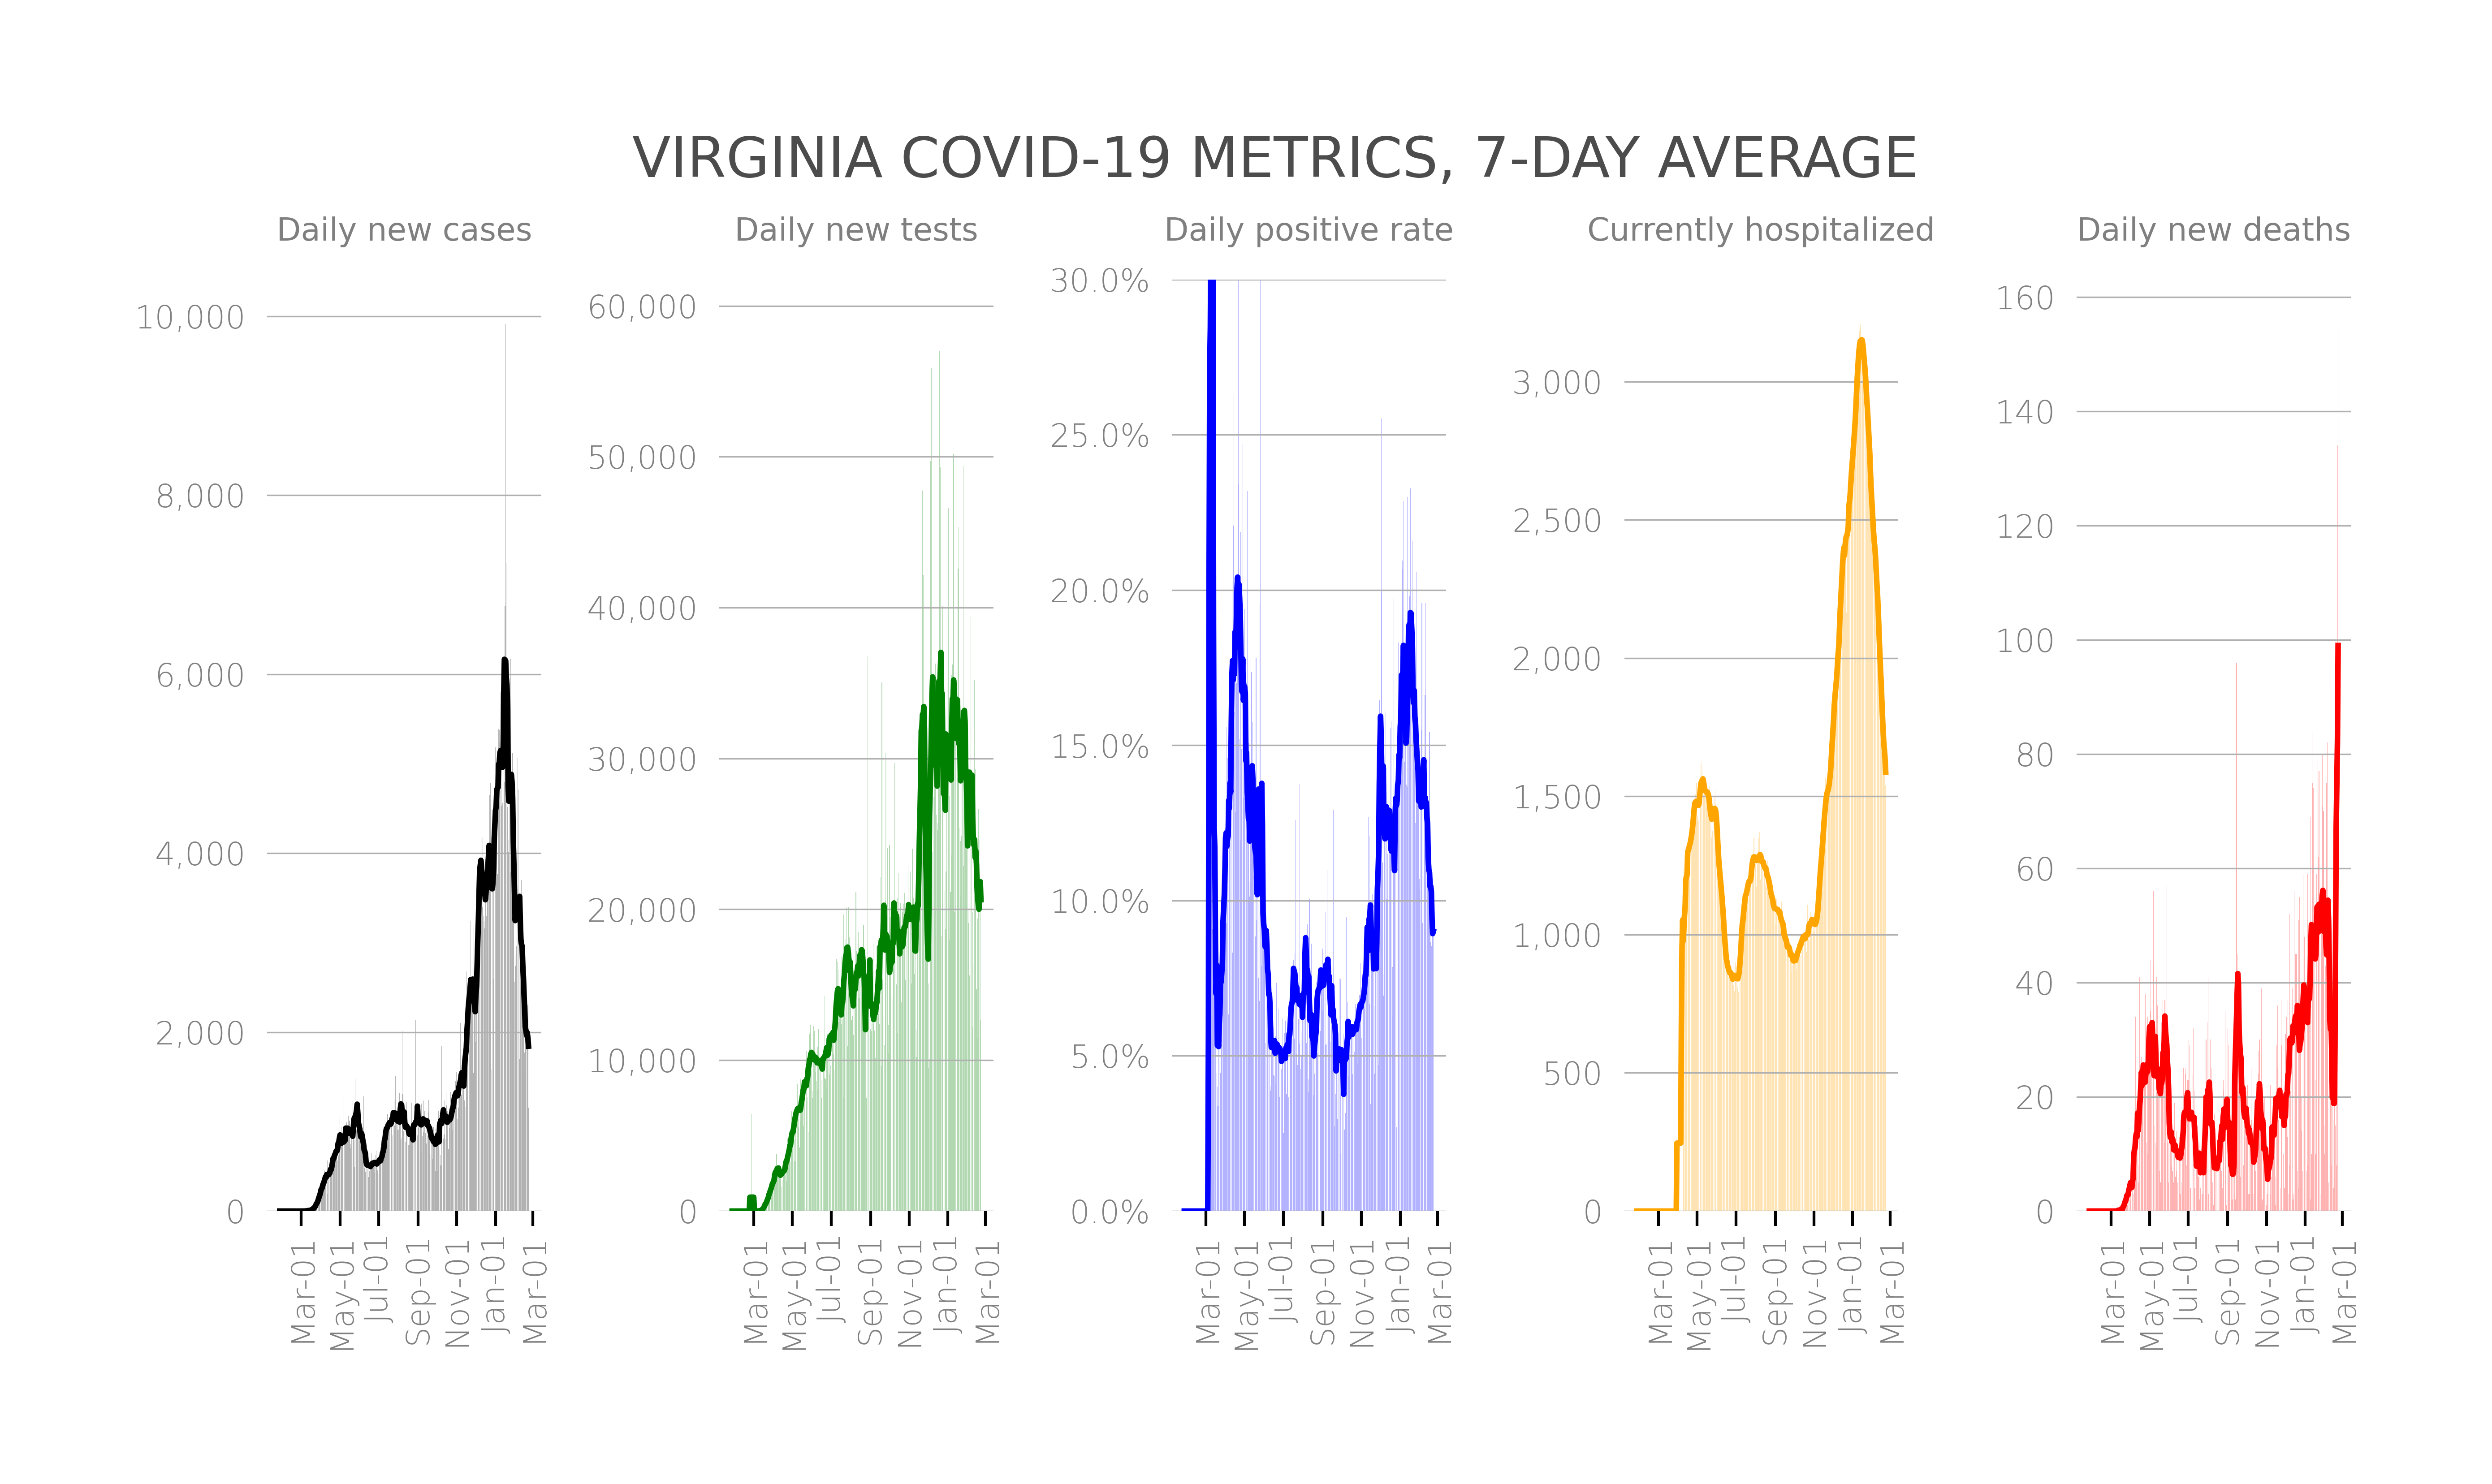 VIRGINIA COVID-19 METRICS, 7-DAY AVERAGE
Daily new cases
10,000
8,000
6,000
4,000
2,000
0
Mar-01
May-01
Jul-01
Sep-01
Nov-01
Jan-01
Mar-01
Daily new tests
60,000
50,000
40,000
30,000
20,000
10,000
0
Mar-01
May-01
Jul-01
Sep-01
Nov-01
Jan-01
Mar-01
Daily positive rate
30.0%
25.0%
20.0%
15.0%
10.0%
5.0%
0.0%
Mar-01
May-01
Jul-01
Sep-01
Nov-01
Jan-01
Mar-01
Currently hospitalized
3,000
2,500
2,000
1,500
1,000
500
0
Mar-01
May-01
Jul-01
Sep-01
Nov-01
Jan-01
Mar-01
Daily new deaths
160
140
120
100
80
60
40
20
0
Mar-01
May-01
Jul-01
Sep-01
Nov-01
Jan-01
Mar-01